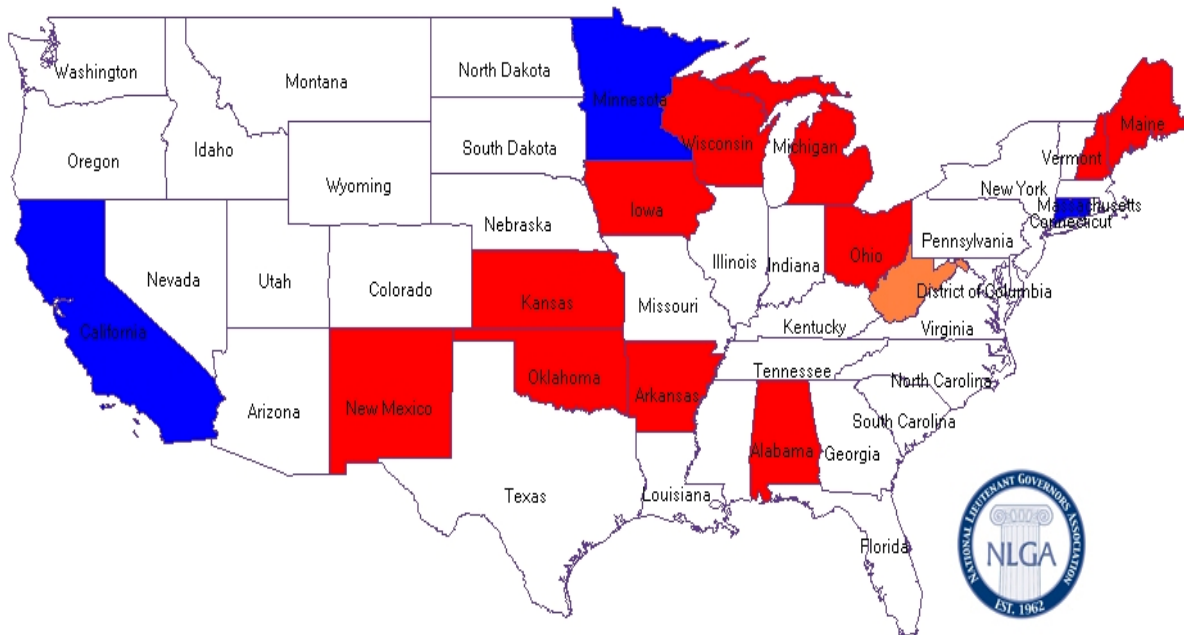 Washington
Montana
North Dakota
Minnesota
Maine
Oregon
Idaho
South Dakota
Wisconsin
Michigan
Vermont
Wyoming
New York
Massachusetts
Connecticut
Nebraska
Iowa
Pennsylvania
Nevada
Utah
Colorado
Illinois
Indiana
Ohio
District of Columbia
California
Kansas
Missouri
Kentucky
Virginia
Arizona
New Mexico
Oklahoma
Arkansas
Tennessee
North Carolina
South Carolina
Texas
Louisiana
Alabama
Georgia
Florida
NATIONAL LIEUTENANT GOVERNORS ASSOCIATION
NLGA
EST. 1962